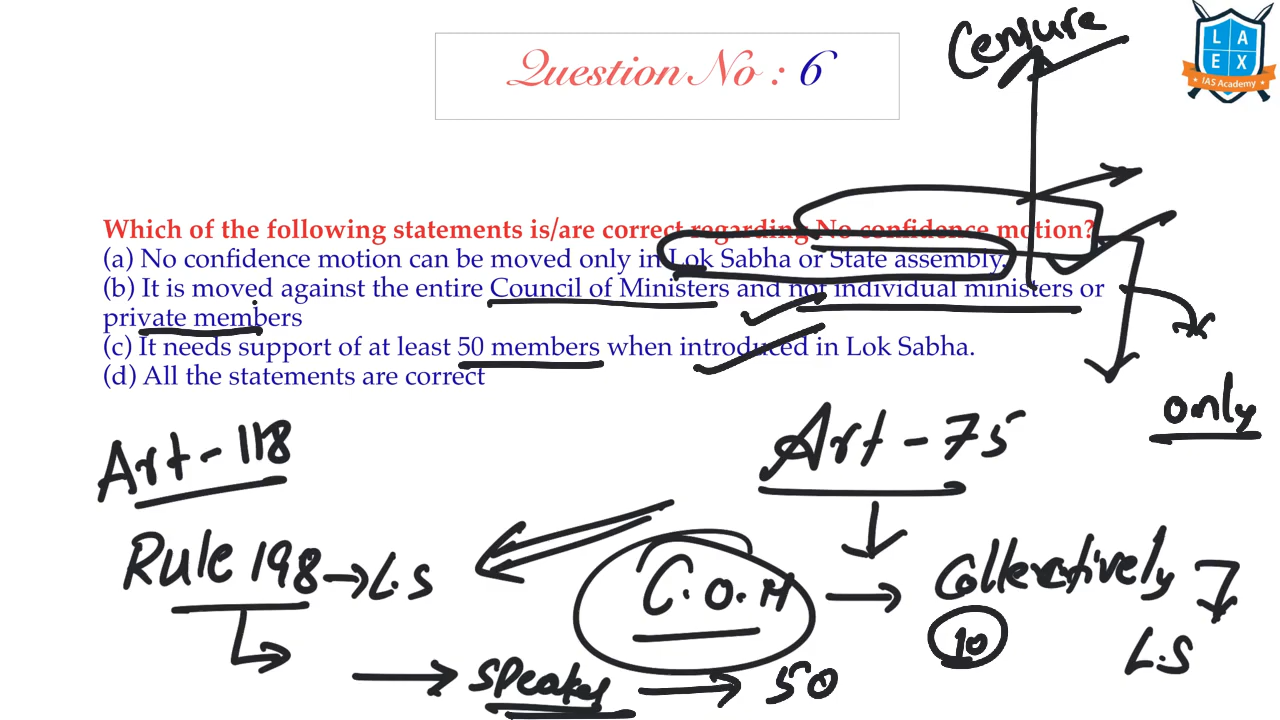 Censure
LA
EX
IAS Academy
Question No : 6
Which of the following statements is/are correct regarding No confidence motion?
(a) No confidence motion can be moved only in Lok Sabha or State assembly.
(b) It is moved against the entire Council of Ministers and not individual ministers or
private members
(c) It needs support of at least 50 members when introduced in Lok Sabha.
(d) All the statements are correct
only
Art - 118
Art - 75
Rule 198 → L.S
C.O.M
Collectively
10
L.S
Speaker
50